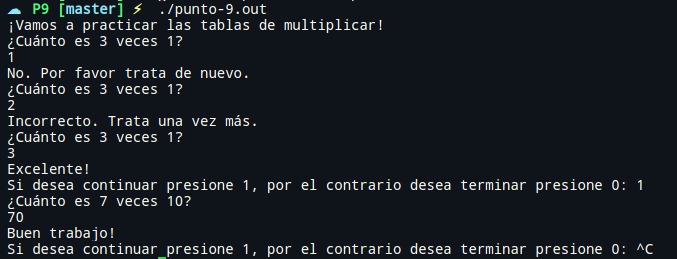 ☁ P9 [master] ⚡ ./punto-9.out
¡Vamos a practicar las tablas de multiplicar!
¿Cuánto es 3 veces 1?
1
No. Por favor trata de nuevo.
¿Cuánto es 3 veces 1?
2
Incorrecto. Trata una vez más.
¿Cuánto es 3 veces 1?
3
Excelente!
Si desea continuar presione 1, por el contrario desea terminar presione 0: 1
¿Cuánto es 7 veces 10?
70
Buen trabajo!
Si desea continuar presione 1, por el contrario desea terminar presione 0: ^C